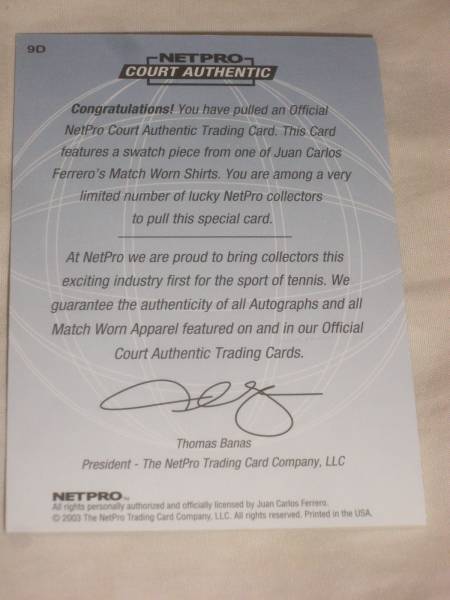 9D
NETPRO
COURT AUTHENTIC
Congratulations! You have pulled an Official
NetPro Court Authentic Trading Card. This Card
features a swatch piece from one of Juan Carlos
Ferrero's Match Worn Shirts. You are among a very
limited number of lucky NetPro collectors
to pull this special card.
At NetPro we are proud to bring collectors this
exciting industry first for the sport of tennis. We
guarantee the authenticity of all Autographs and all
Match Worn Apparel featured on and in our Official
Court Authentic Trading Cards.
Thomas Banas
President - The NetPro Trading Card Company, LLC
NETPRO™
All rights personally authorized and officially licensed by Juan Carlos Ferrero.
© 2003 The NetPro Trading Card Company, LLC. All rights reserved. Printed in the USA.